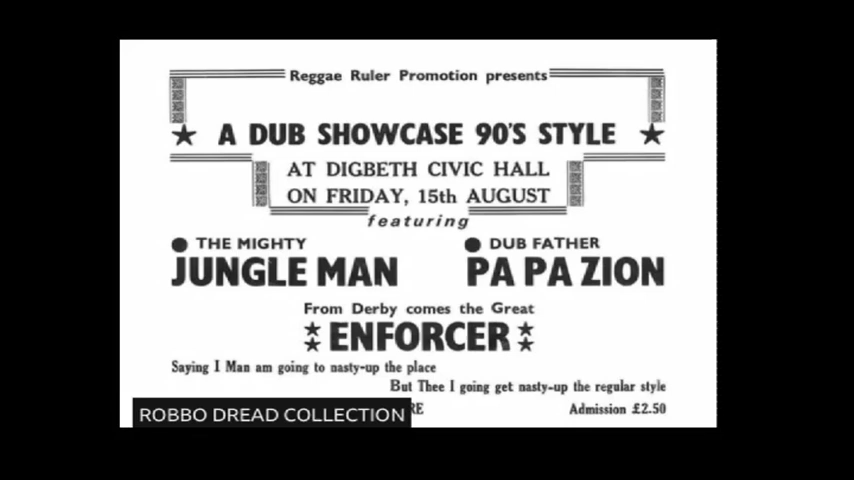 Reggae Ruler Promotion presents
★ A DUB SHOWCASE 90'S STYLE ★
AT DIGBETH CIVIC HALL
ON FRIDAY, 15th AUGUST
featuring
● THE MIGHTY
JUNGLE MAN
● DUB FATHER
PA PA ZION
From Derby comes the Great
ENFORCER
Saying I Man am going to nasty-up the place
But Thee I going get nasty-up the regular style
Admission £2.50
ROBBO DREAD COLLECTION